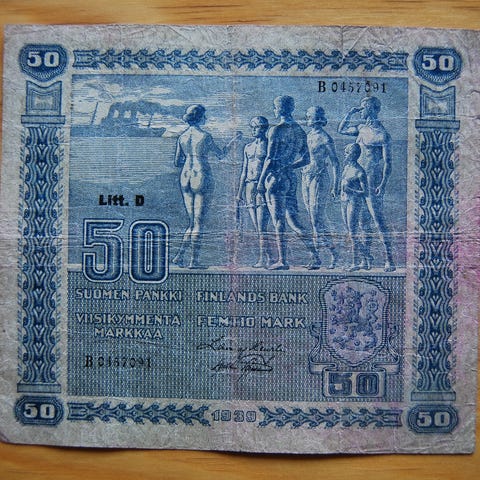 50 50
B 0457091
Litt. D
50
SUOMEN PANKKI FINLANDS BANK
VIISIKYMMENTÄ FEMTIO MARK
MARKKAA
B 0457091
50
50 1939 50